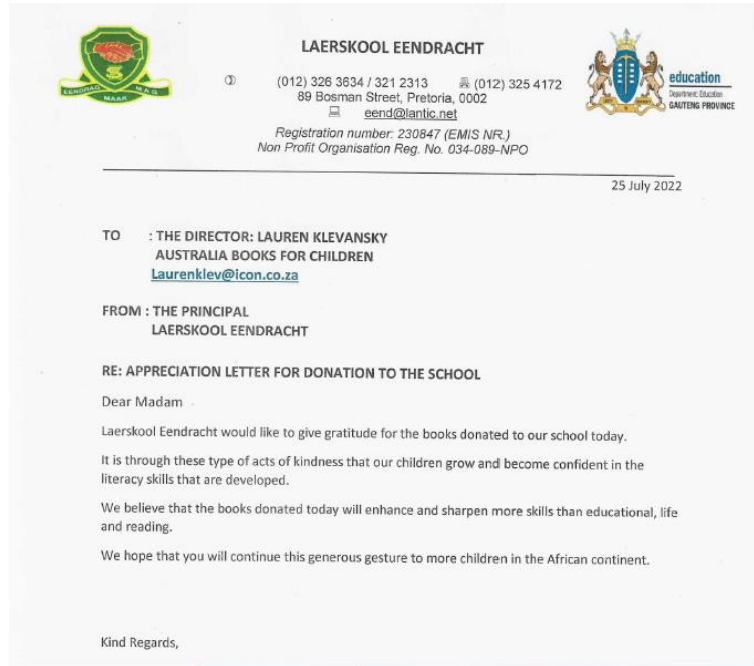 LAERSKOOL EENDRACHT
(012) 326 3634 / 321 2313 (012) 325 4172
89 Bosman Street, Pretoria, 0002
eend@lantic.net
Registration number: 230847 (EMIS NR.)
Non Profit Organisation Reg. No. 034-089-NPO
EENDRAG MAAK MAG
education
Department: Education
GAUTENG PROVINCE
25 July 2022
TO : THE DIRECTOR: LAUREN KLEVANSKY
AUSTRALIA BOOKS FOR CHILDREN
Laurenklev@icon.co.za
FROM : THE PRINCIPAL
LAERSKOOL EENDRACHT
RE: APPRECIATION LETTER FOR DONATION TO THE SCHOOL
Dear Madam
Laerskool Eendracht would like to give gratitude for the books donated to our school today.
It is through these type of acts of kindness that our children grow and become confident in the
literacy skills that are developed.
We believe that the books donated today will enhance and sharpen more skills than educational, life
and reading.
We hope that you will continue this generous gesture to more children in the African continent.
Kind Regards,